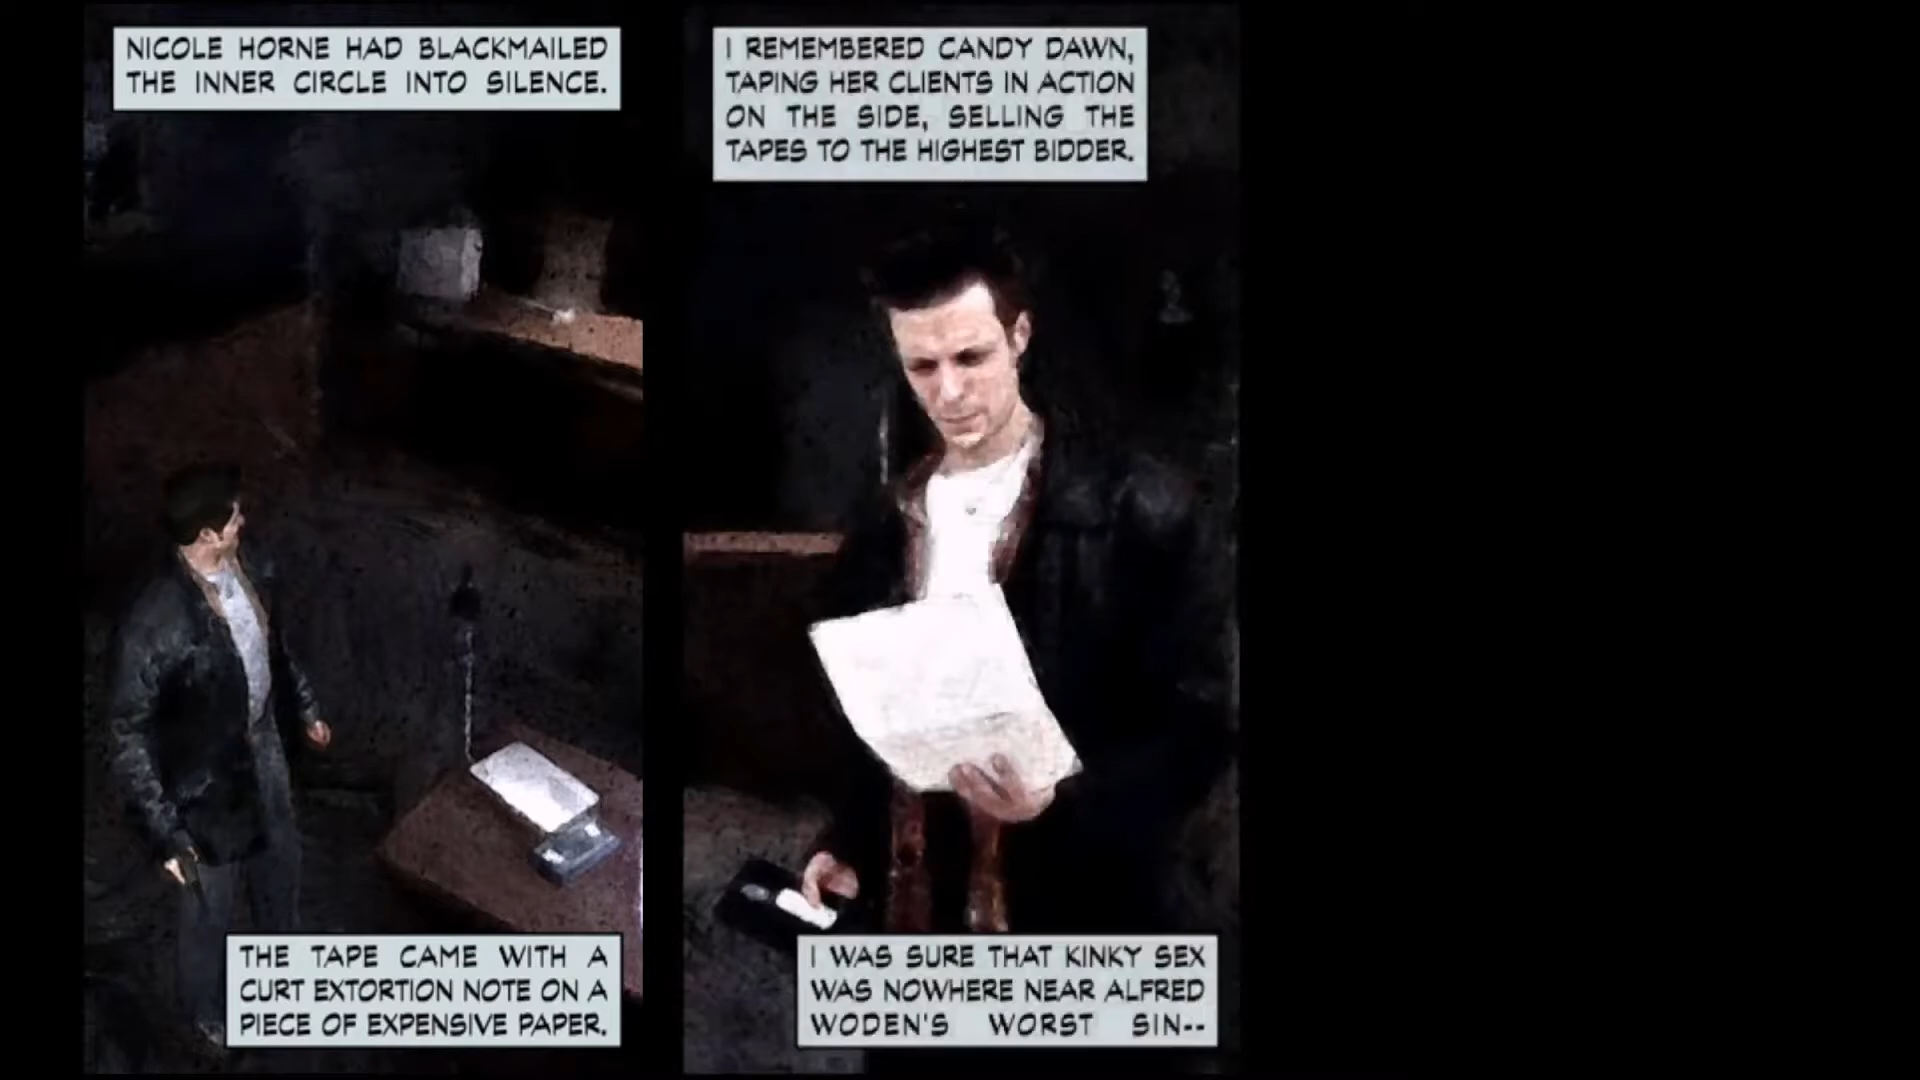 NICOLE HORNE HAD BLACKMAILED
THE INNER CIRCLE INTO SILENCE.
THE TAPE CAME WITH A
CURT EXTORTION NOTE ON A
PIECE OF EXPENSIVE PAPER.
I REMEMBERED CANDY DAWN,
TAPING HER CLIENTS IN ACTION
ON THE SIDE, SELLING THE
TAPES TO THE HIGHEST BIDDER.
I WAS SURE THAT KINKY SEX
WAS NOWHERE NEAR ALFRED
WODEN'S WORST SIN--